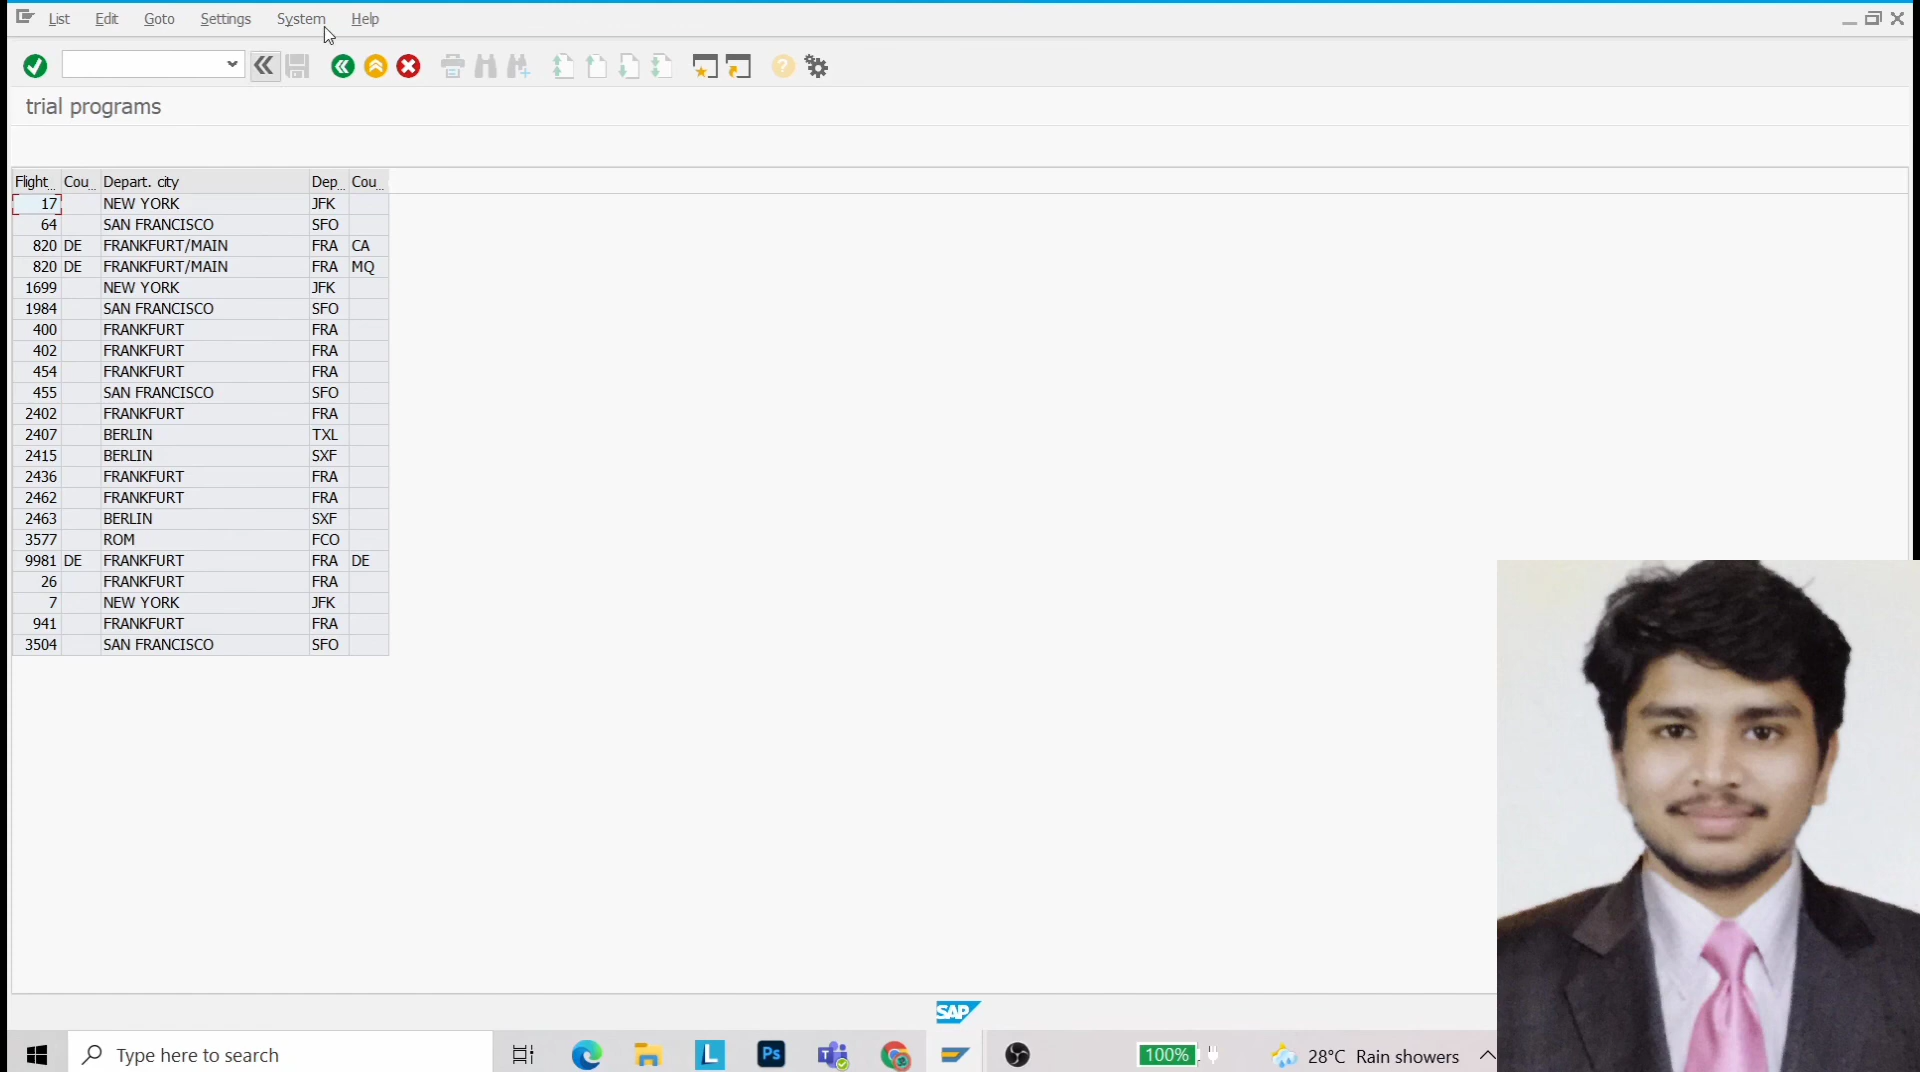 List Edit Goto Settings System Help
trial programs
Flight... Cou... Depart. city Dep... Cou...
17 NEW YORK JFK
64 SAN FRANCISCO SFO
820 DE FRANKFURT/MAIN FRA CA
820 DE FRANKFURT/MAIN FRA MQ
1699 NEW YORK JFK
1984 SAN FRANCISCO SFO
400 FRANKFURT FRA
402 FRANKFURT FRA
454 FRANKFURT FRA
455 SAN FRANCISCO SFO
2402 FRANKFURT FRA
2407 BERLIN TXL
2415 BERLIN SXF
2436 FRANKFURT FRA
2462 FRANKFURT FRA
2463 BERLIN SXF
3577 ROM FCO
9981 DE FRANKFURT FRA DE
26 FRANKFURT FRA
7 NEW YORK JFK
941 FRANKFURT FRA
3504 SAN FRANCISCO SFO
SAP
Type here to search L Ps 100% 28°C Rain showers